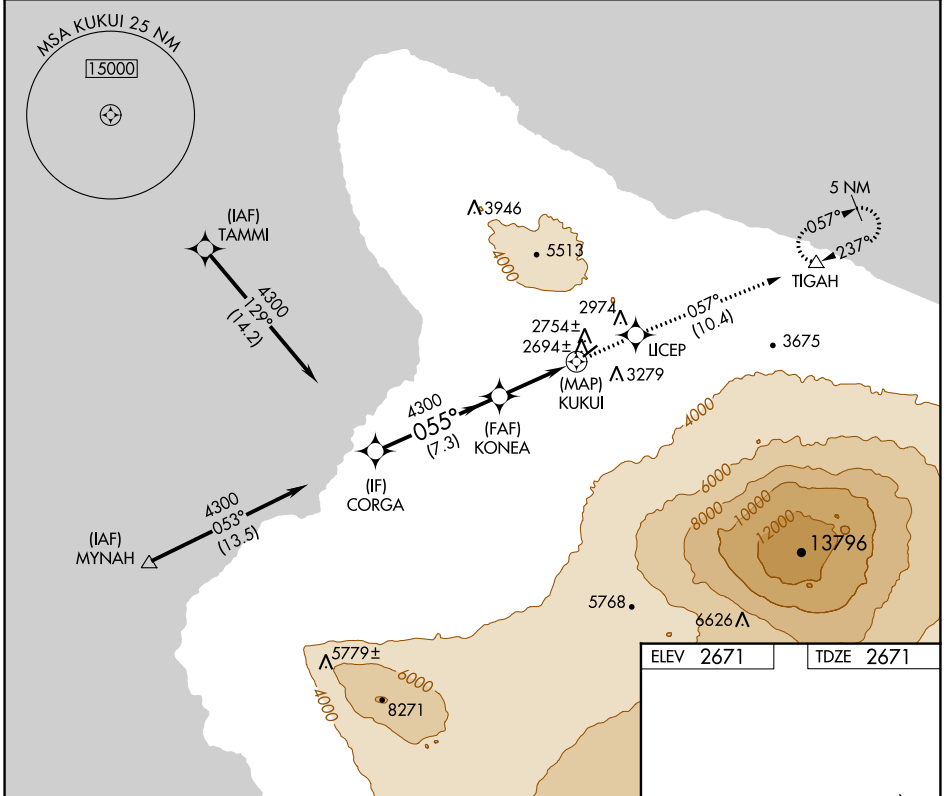 MSA KUKUI 25 NM
15000
(IAF)
TAMMI
4300
129°
(14.2)
3946
5513
4000
5 NM
057°
237°
TIGAH
2974
2754±
2694±
057°
(10.4)
LICEP
3675
3279
(MAP)
KUKUI
4300
055°
(7.3)
(FAF)
KONEA
(IF)
CORGA
4300
053°
(13.5)
(IAF)
MYNAH
4000
6000
8000
10000
12000
13796
5768
6626
5779±
6000
4000
8271
ELEV 2671
TDZE 2671